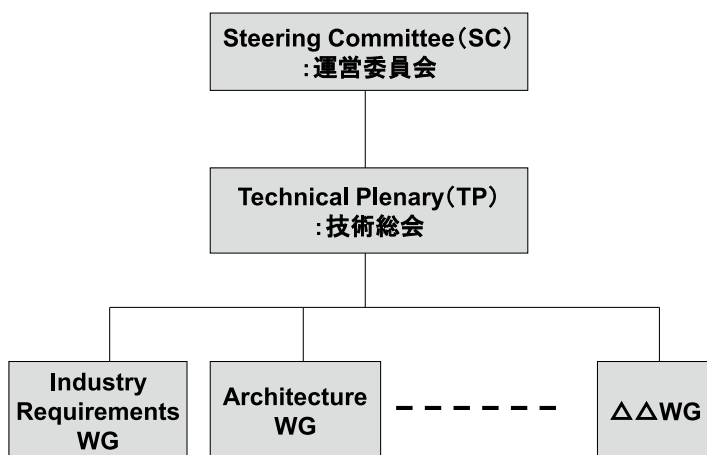 Steering Committee(SC)
:運営委員会
Technical Plenary(TP)
:技術総会
Industry
Requirements
WG
Architecture
WG
△△WG